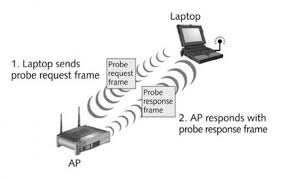 Laptop
1. Laptop sends
probe request frame
Probe
request
frame
Probe
response
frame
2. AP responds with
probe response frame
AP